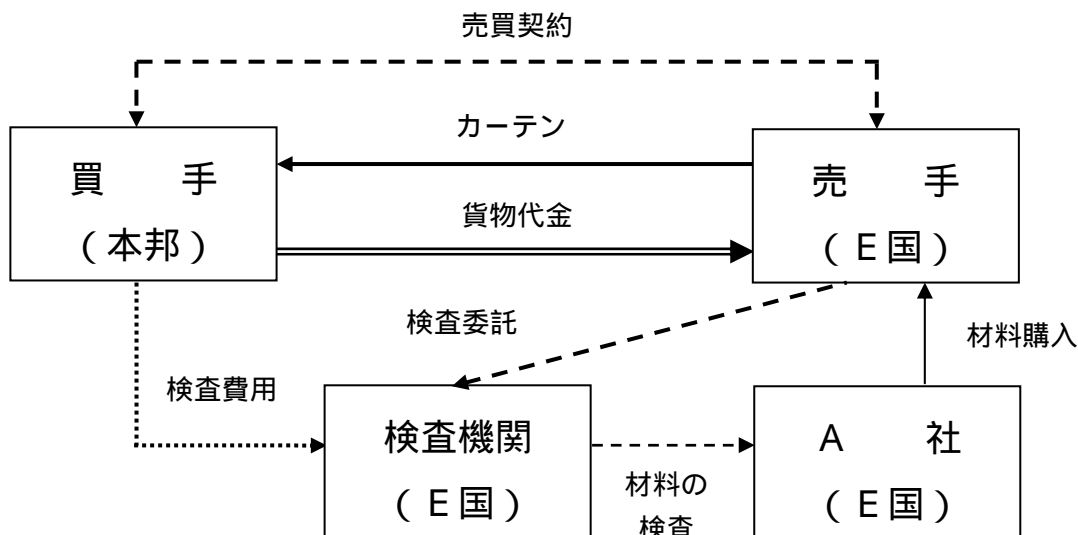 売買契約
カーテン
買　　手
（本邦）
売　　手
（E国）
貨物代金
検査委託
材料購入
検査費用
検査機関
（E国）
材料の
検査
A　　社
（E国）